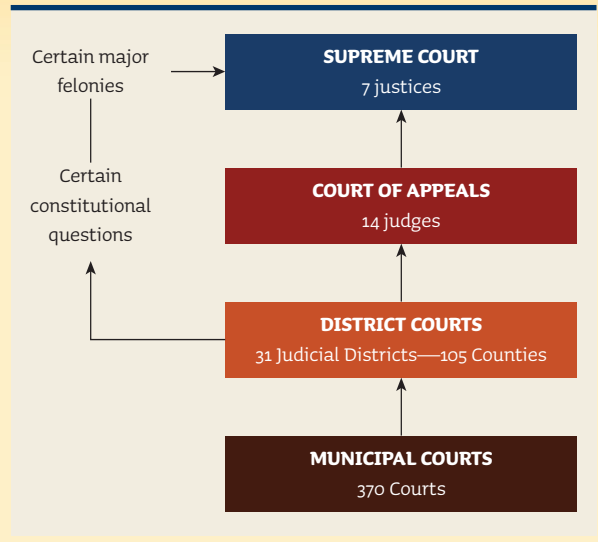 Certain major
felonies
SUPREME COURT
7 justices
Certain
constitutional
questions
COURT OF APPEALS
14 judges
DISTRICT COURTS
31 Judicial Districts—105 Counties
MUNICIPAL COURTS
370 Courts